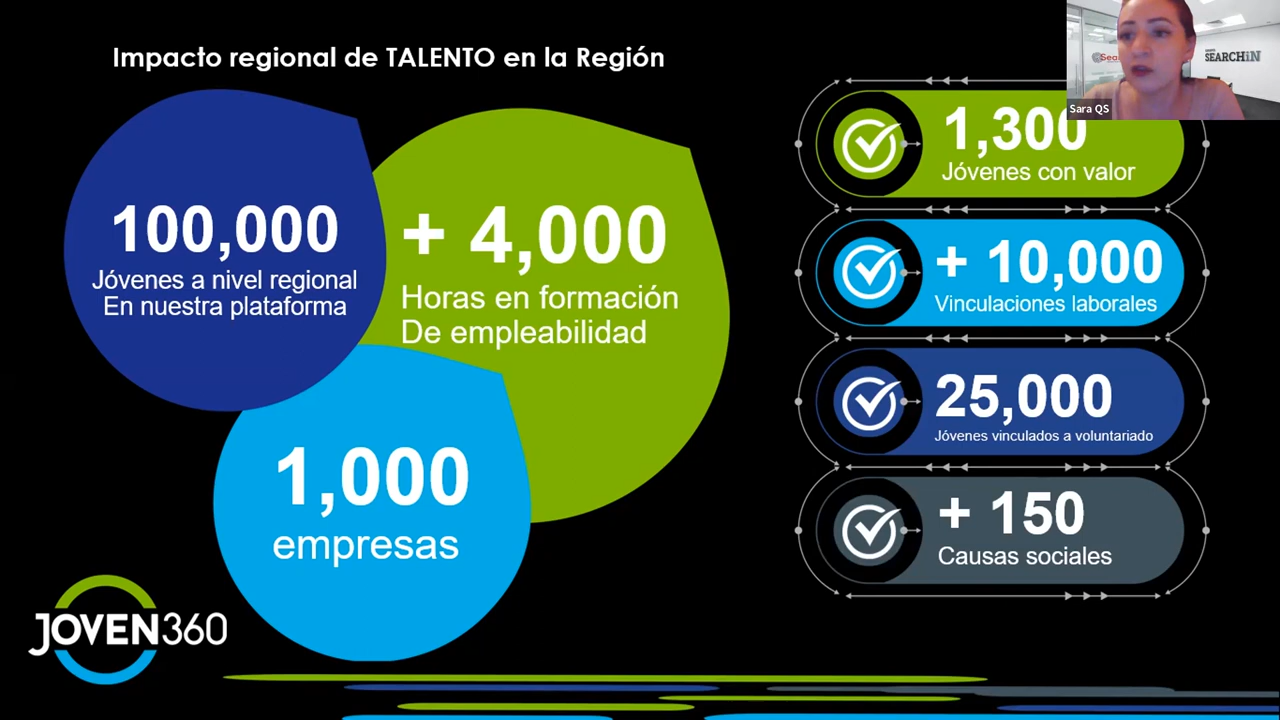 Impacto regional de TALENTO en la Región
100,000
Jóvenes a nivel regional
En nuestra plataforma
+ 4,000
Horas en formación
De empleabilidad
1,000
empresas
JOVEN360
SEARCHIN
Sara QS
1,300
Jóvenes con valor
+ 10,000
Vinculaciones laborales
25,000
Jóvenes vinculados a voluntariado
+ 150
Causas sociales